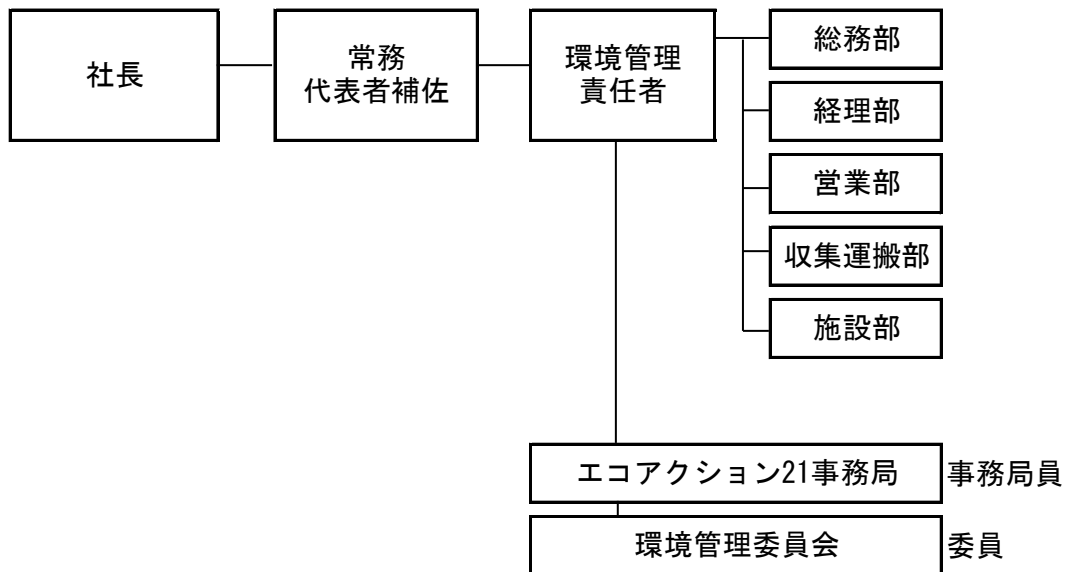 社長
常務
代表者補佐
環境管理
責任者
総務部
経理部
営業部
収集運搬部
施設部
エコアクション21事務局
事務局員
環境管理委員会
委員